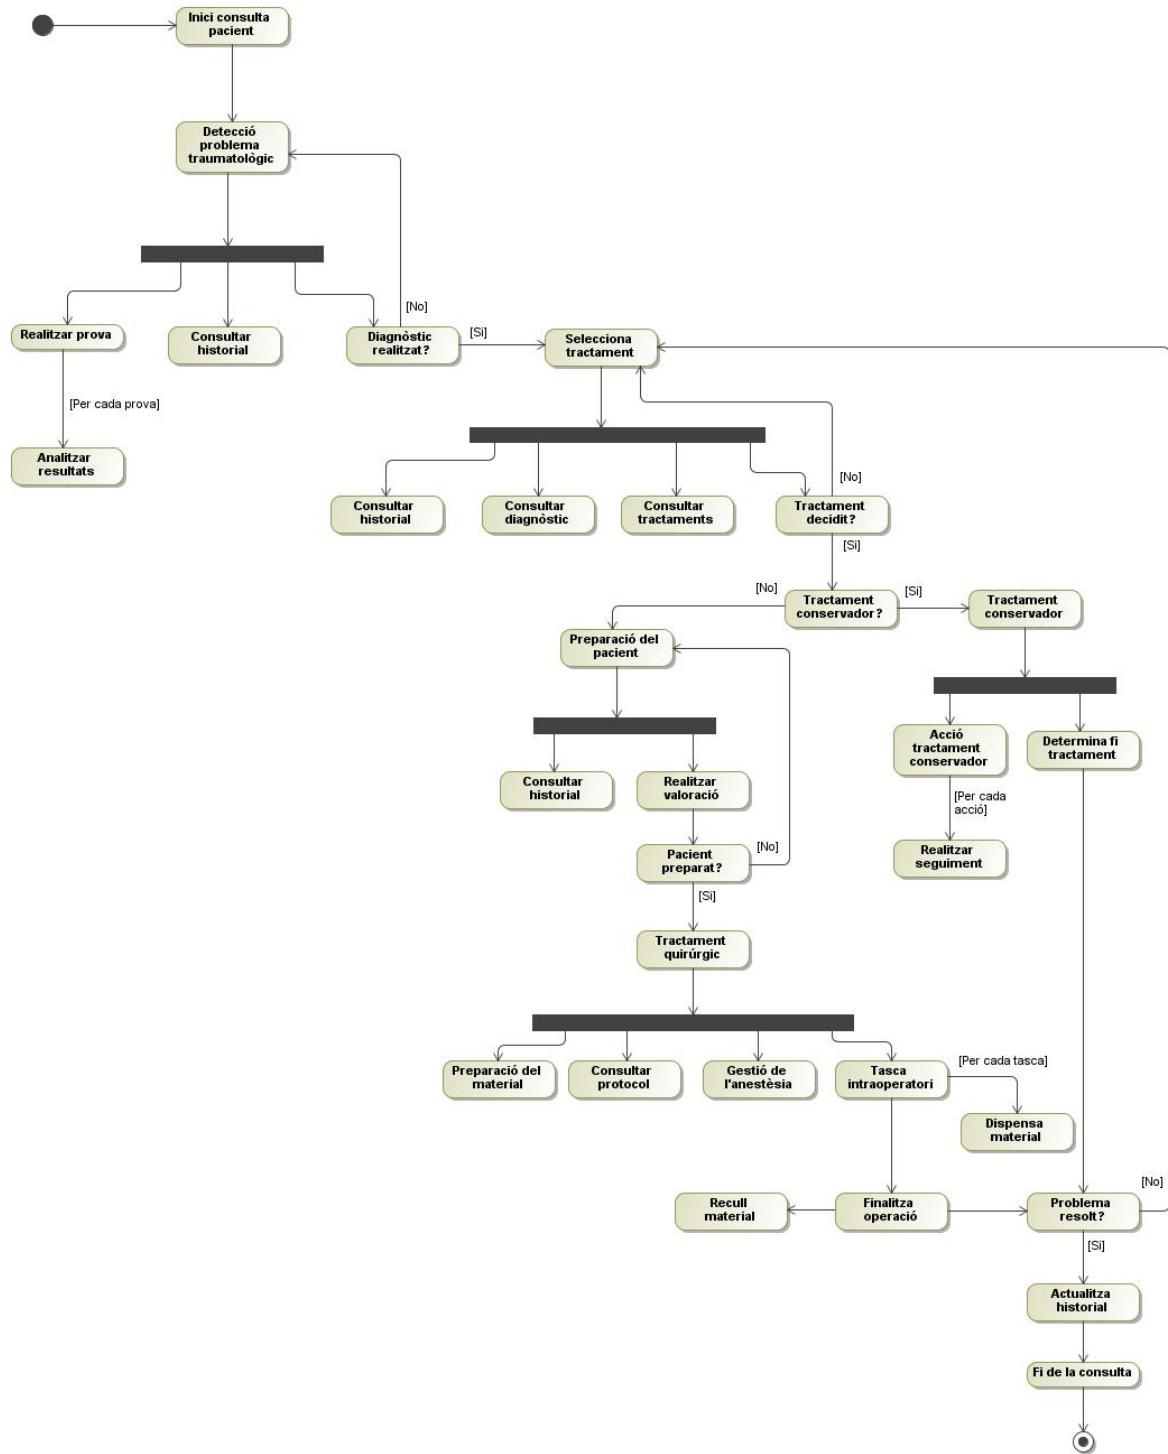 Inici consulta
pacient
Detecció
problema
traumatològic
[No]
Realitzar prova
Consultar
historial
Diagnòstic
realitzat?
[Si]
Selecciona
tractament
[Per cada prova]
Analitzar
resultats
[No]
Consultar
historial
Consultar
diagnòstic
Consultar
tractaments
Tractament
decidit?
[Si]
[No]
Tractament
conservador?
[Si]
Tractament
conservador
Preparació del
pacient
Acció
tractament
conservador
Determina fi
tractament
Consultar
historial
Realitzar
valoració
[Per cada
acció]
Pacient
preparat?
[No]
Realitzar
seguiment
[Si]
Tractament
quirúrgic
Preparació del
material
Consultar
protocol
Gestió de
l'anestèsia
Tasca
intraoperatori
[Per cada tasca]
Dispensa
material
[No]
Recull
material
Finalitza
operació
Problema
resolt?
[Si]
Actualitza
historial
Fi de la consulta